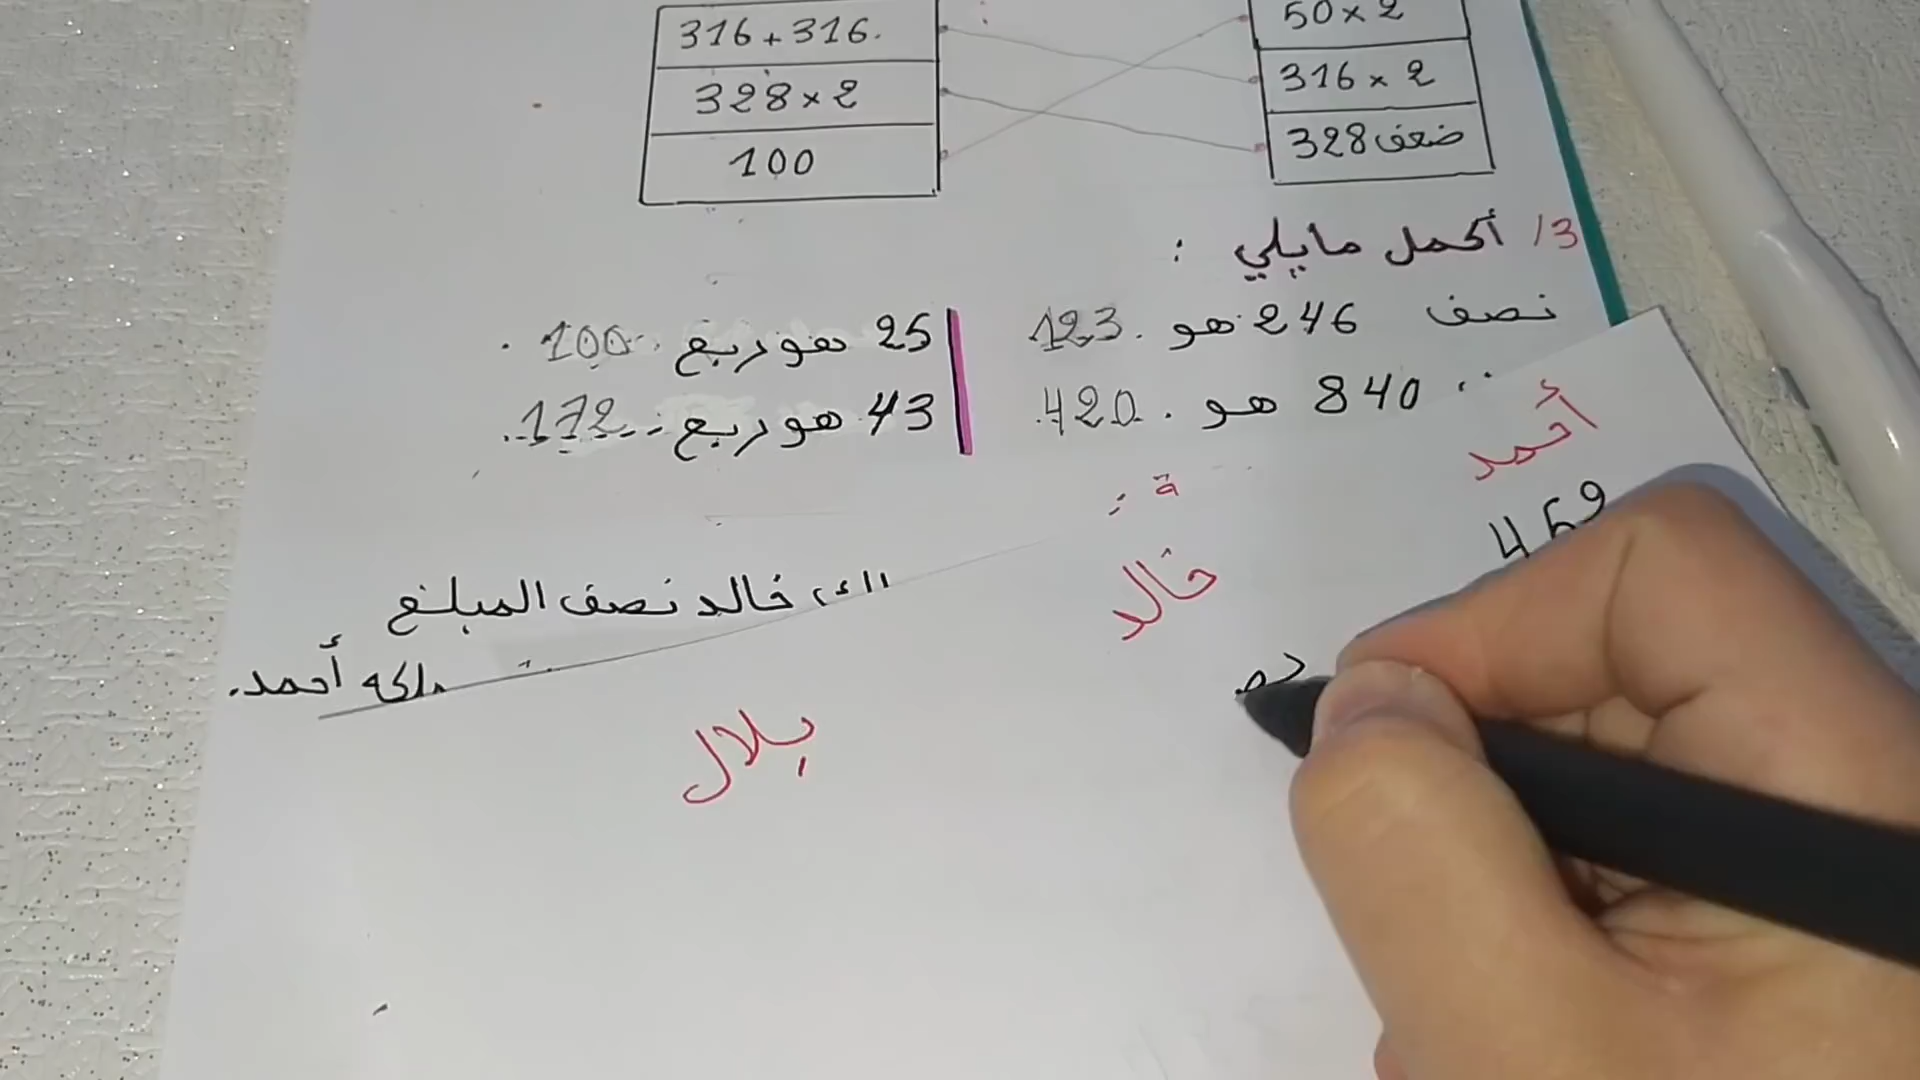 316 + 316.
328 × 2
100
50 × 2
316 × 2
ضعف 328
3/ أكمل مايلي :
نصف 246 هو 123.
840 هو 420.
25 هو ربع 100
43 هو ربع 172
أحمد
469
خالد
خالد نصف المبلغ
أحمد.
بلال